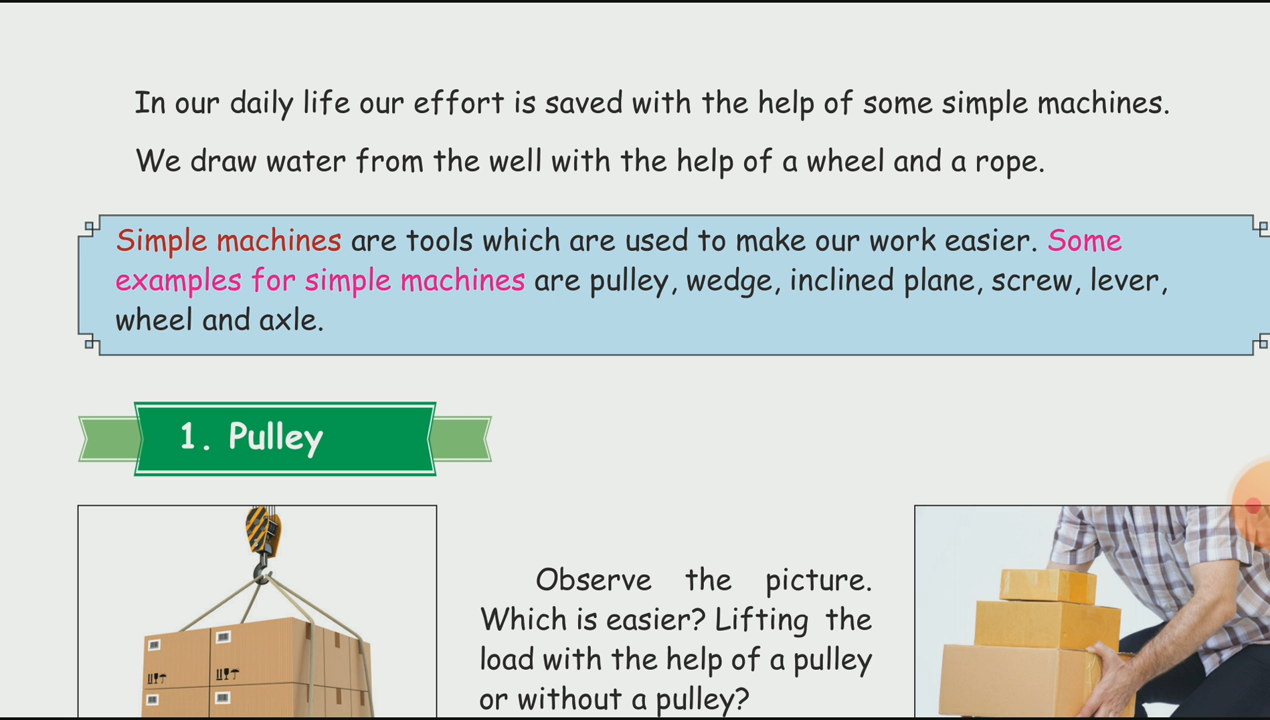 In our daily life our effort is saved with the help of some simple machines.
We draw water from the well with the help of a wheel and a rope.
Simple machines are tools which are used to make our work easier. Some
examples for simple machines are pulley, wedge, inclined plane, screw, lever,
wheel and axle.
1. Pulley
Observe the picture.
Which is easier? Lifting the
load with the help of a pulley
or without a pulley?